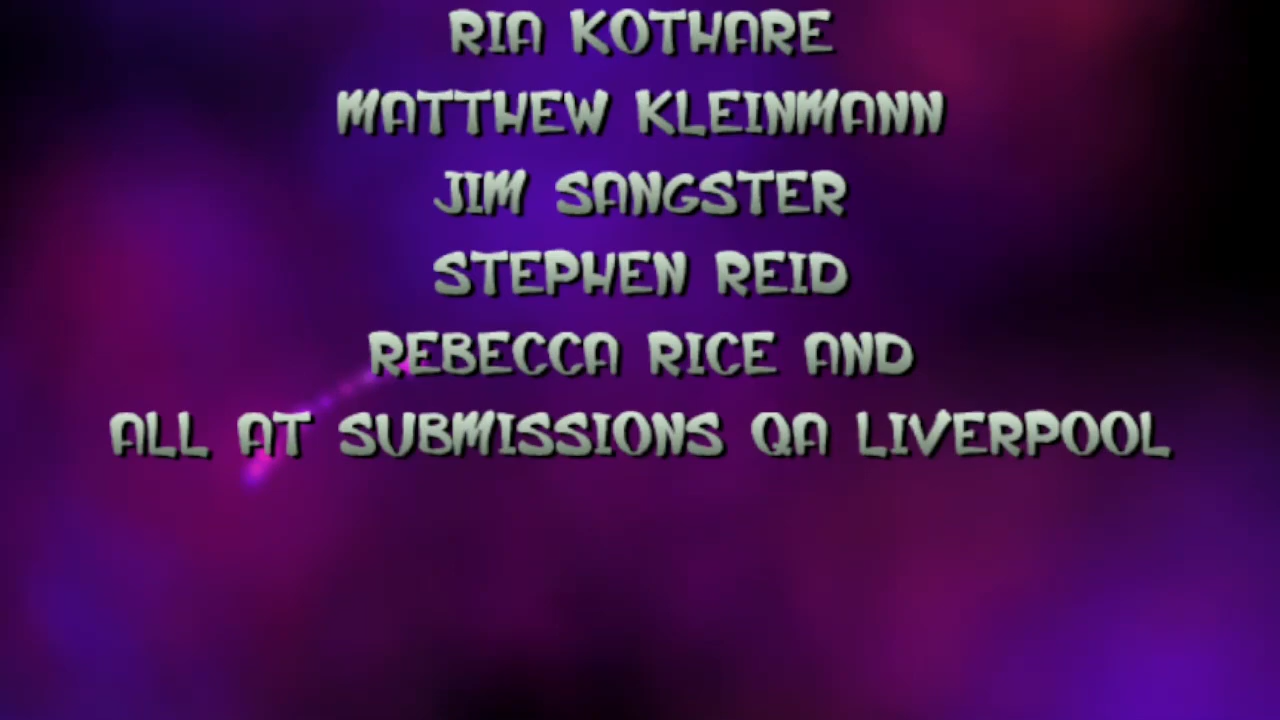 RIA KOTHARE
MATTHEW KLEINMANN
JIM SANGSTER
STEPHEN REID
REBECCA RICE AND
ALL AT SUBMISSIONS QA LIVERPOOL